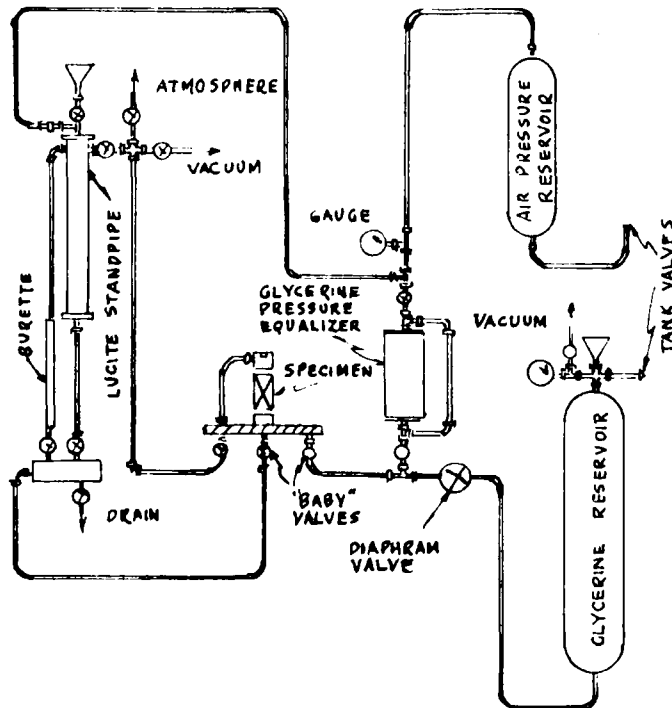 ATMOSPHERE
VACUUM
LUCITE STANDPIPE
BURETTE
DRAIN
GAUGE
GLYCERINE
PRESSURE
EQUALIZER
SPECIMEN
"BABY"
VALVES
DIAPHRAM
VALVE
AIR PRESSURE
RESERVOIR
TANK VALVES
VACUUM
GLYCERINE RESERVOIR